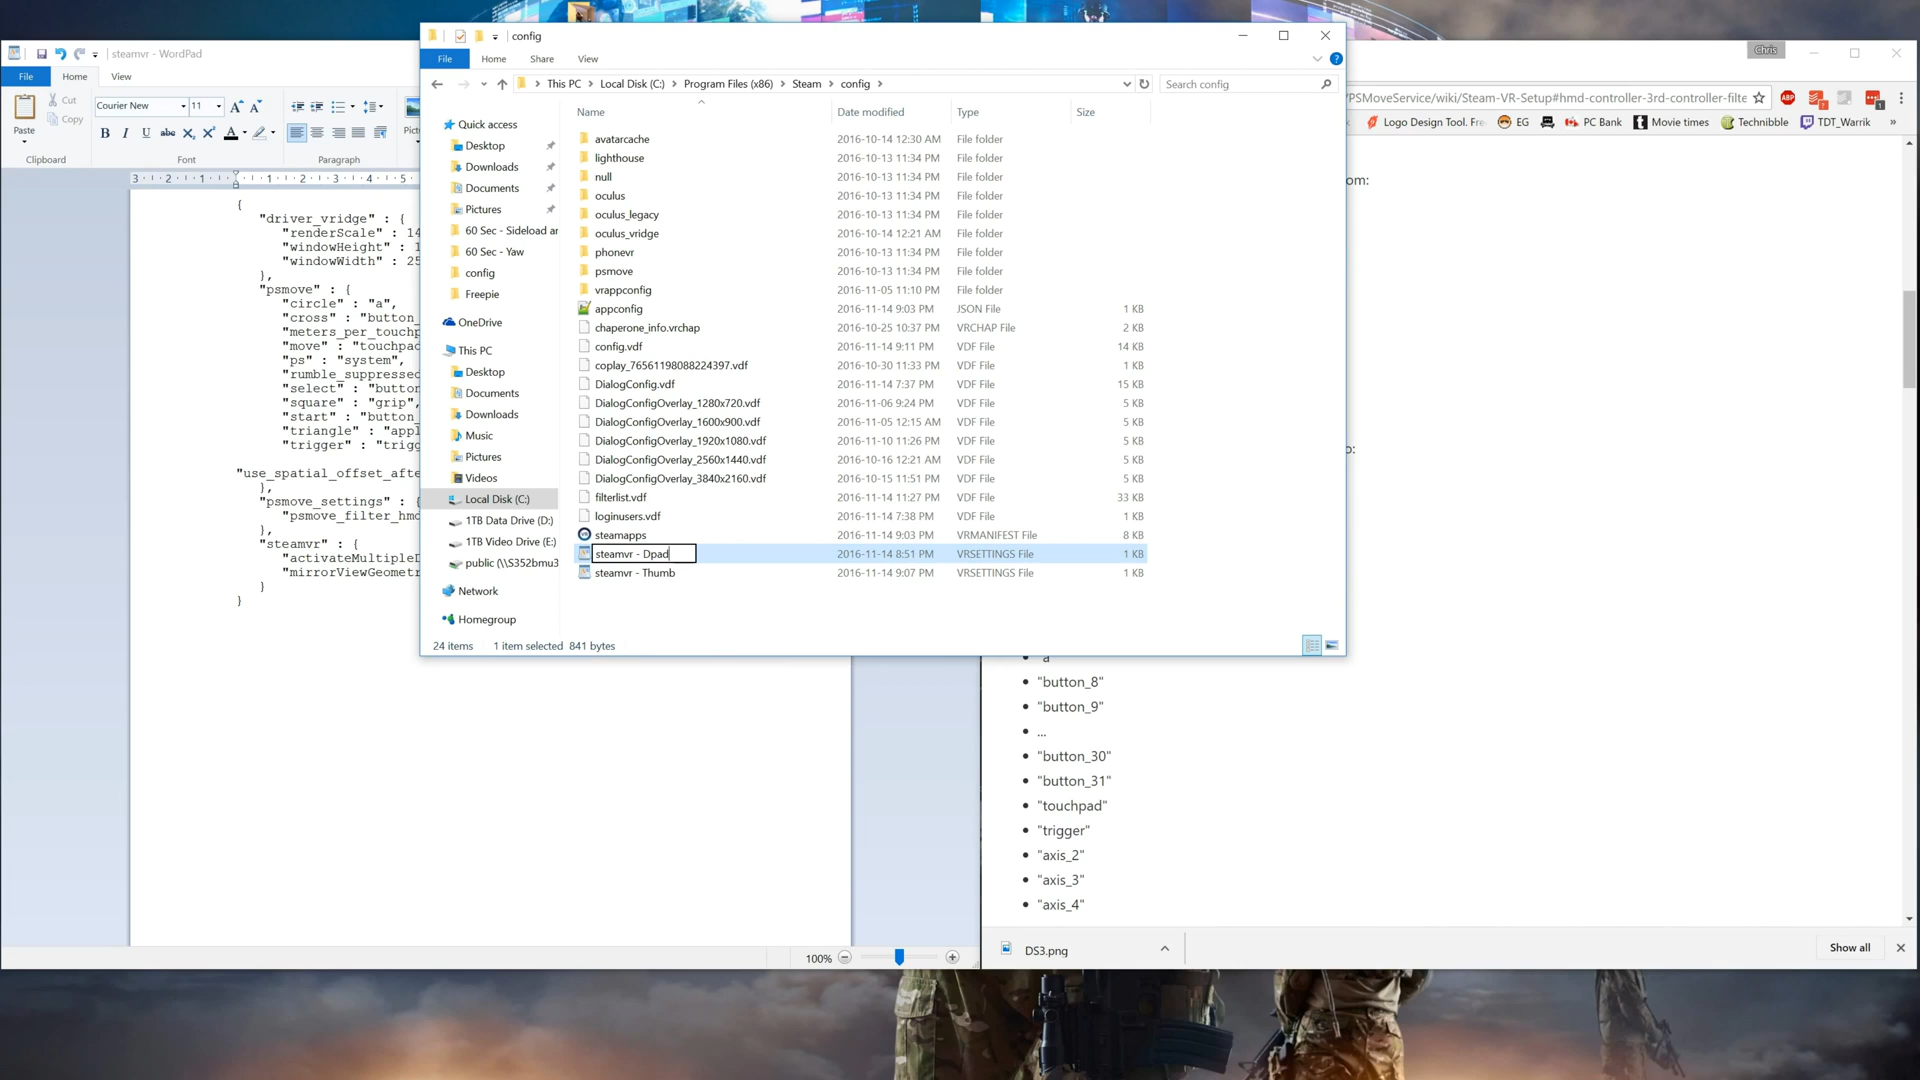 steamvr - WordPad
File Home View
Paste
Cut
Copy
Clipboard
Courier New 11
B I U abc X₂ X²
A
Font
Paragraph
3 · 2 · 1 · 1 · 2 · 3 · 4 · 5
{
"driver_vridge" : {
"renderScale" : 14
"windowHeight" : 1
"windowWidth" : 25
},
"psmove" : {
"circle" : "a",
"cross" : "button_
"meters_per_touchp
"move" : "touchpad
"ps" : "system",
"rumble_suppressed
"select" : "button
"square" : "grip",
"start" : "button_
"triangle" : "appl
"trigger" : "trigg
"use_spatial_offset_afte
},
"psmove_settings" : {
"psmove_filter_hmd
},
"steamvr" : {
"activateMultipleD
"mirrorViewGeometr
}
}
100%
config
File Home Share View
This PC > Local Disk (C:) > Program Files (x86) > Steam > config >
Search config
Quick access
Desktop
Downloads
Documents
Pictures
60 Sec - Sideload ar
60 Sec - Yaw
config
Freepie
OneDrive
This PC
Desktop
Documents
Downloads
Music
Pictures
Videos
Local Disk (C:)
1TB Data Drive (D:)
1TB Video Drive (E:)
public (\\S352bmu3
Network
Homegroup
Name Date modified Type Size
avatarcache 2016-10-14 12:30 AM File folder
lighthouse 2016-10-13 11:34 PM File folder
null 2016-10-13 11:34 PM File folder
oculus 2016-10-13 11:34 PM File folder
oculus_legacy 2016-10-13 11:34 PM File folder
oculus_vridge 2016-10-14 12:21 AM File folder
phonevr 2016-10-13 11:34 PM File folder
psmove 2016-10-13 11:34 PM File folder
vrappconfig 2016-11-05 11:10 PM File folder
appconfig 2016-11-14 9:03 PM JSON File 1 KB
chaperone_info.vrchap 2016-10-25 10:37 PM VRCHAP File 2 KB
config.vdf 2016-11-14 9:11 PM VDF File 14 KB
coplay_76561198088224397.vdf 2016-10-30 11:33 PM VDF File 1 KB
DialogConfig.vdf 2016-11-14 7:37 PM VDF File 15 KB
DialogConfigOverlay_1280x720.vdf 2016-11-06 9:24 PM VDF File 5 KB
DialogConfigOverlay_1600x900.vdf 2016-11-05 12:15 AM VDF File 5 KB
DialogConfigOverlay_1920x1080.vdf 2016-11-10 11:26 PM VDF File 5 KB
DialogConfigOverlay_2560x1440.vdf 2016-10-16 12:21 AM VDF File 5 KB
DialogConfigOverlay_3840x2160.vdf 2016-10-15 11:51 PM VDF File 5 KB
filterlist.vdf 2016-11-14 11:27 PM VDF File 33 KB
loginusers.vdf 2016-11-14 7:38 PM VDF File 1 KB
steamapps 2016-11-14 9:03 PM VRMANIFEST File 8 KB
steamvr - Dpad 2016-11-14 8:51 PM VRSETTINGS File 1 KB
steamvr - Thumb 2016-11-14 9:07 PM VRSETTINGS File 1 KB
24 items 1 item selected 841 bytes
Chris
/PSMoveService/wiki/Steam-VR-Setup#hmd-controller-3rd-controller-filte
ABP
Logo Design Tool. Fre EG PC Bank Movie times Technibble TDT_Warrik »
om:
o:
"a"
"button_8"
"button_9"
...
"button_30"
"button_31"
"touchpad"
"trigger"
"axis_2"
"axis_3"
"axis_4"
DS3.png
Show all